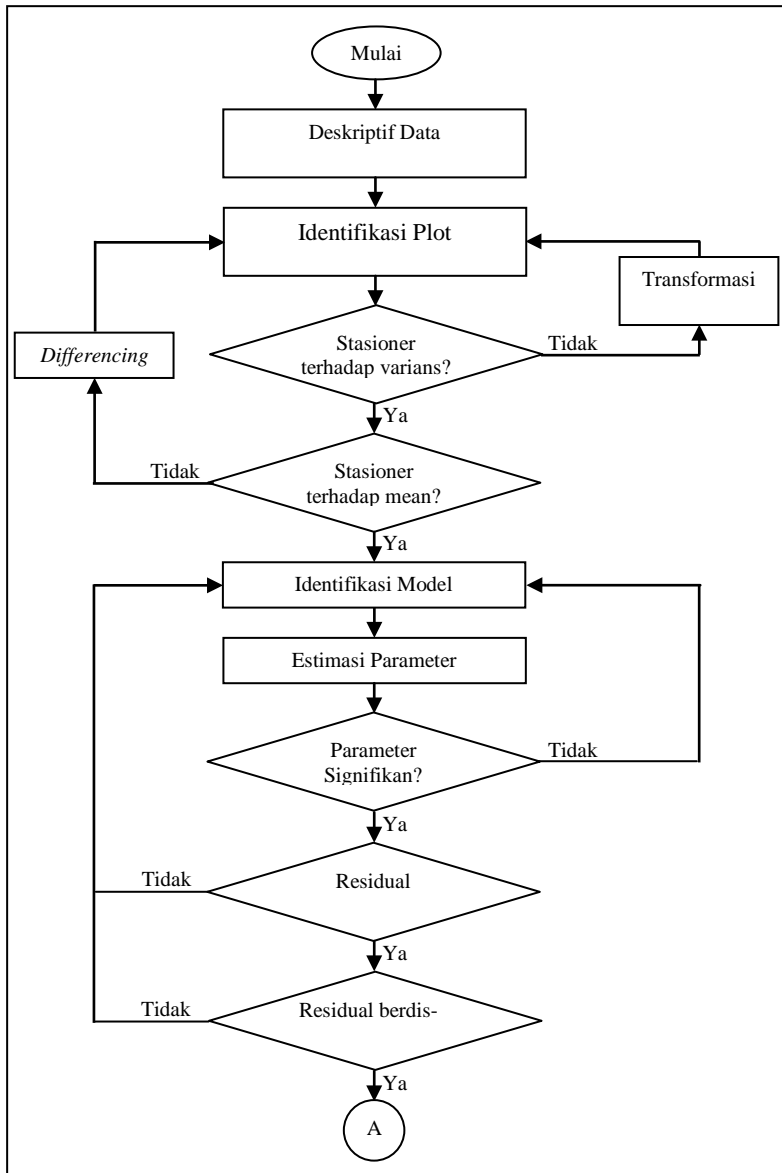 Mulai
Deskriptif Data
Identifikasi Plot
Transformasi
Differencing
Stasioner
terhadap varians?
Tidak
Ya
Tidak
Stasioner
terhadap mean?
Ya
Identifikasi Model
Estimasi Parameter
Parameter
Signifikan?
Tidak
Ya
Tidak
Residual
Ya
Tidak
Residual berdis-
Ya
A